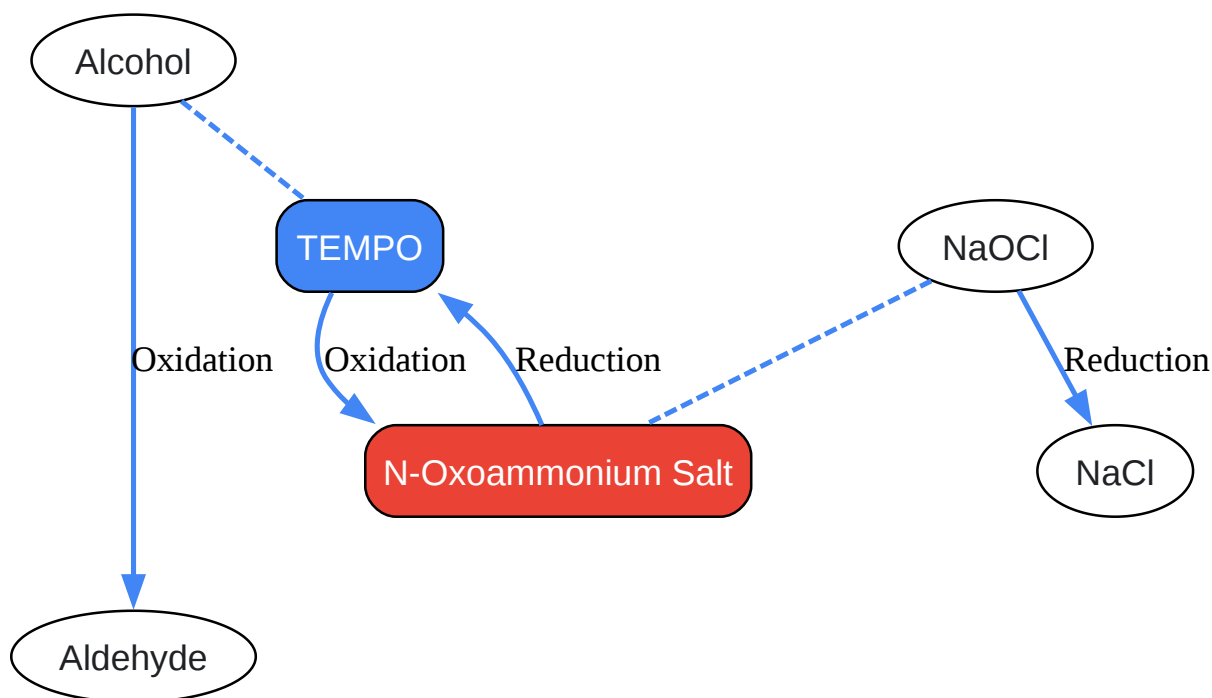 Alcohol
TEMPO
NaOCl
Oxidation
Oxidation
Reduction
Reduction
N-Oxoammonium Salt
NaCl
Aldehyde